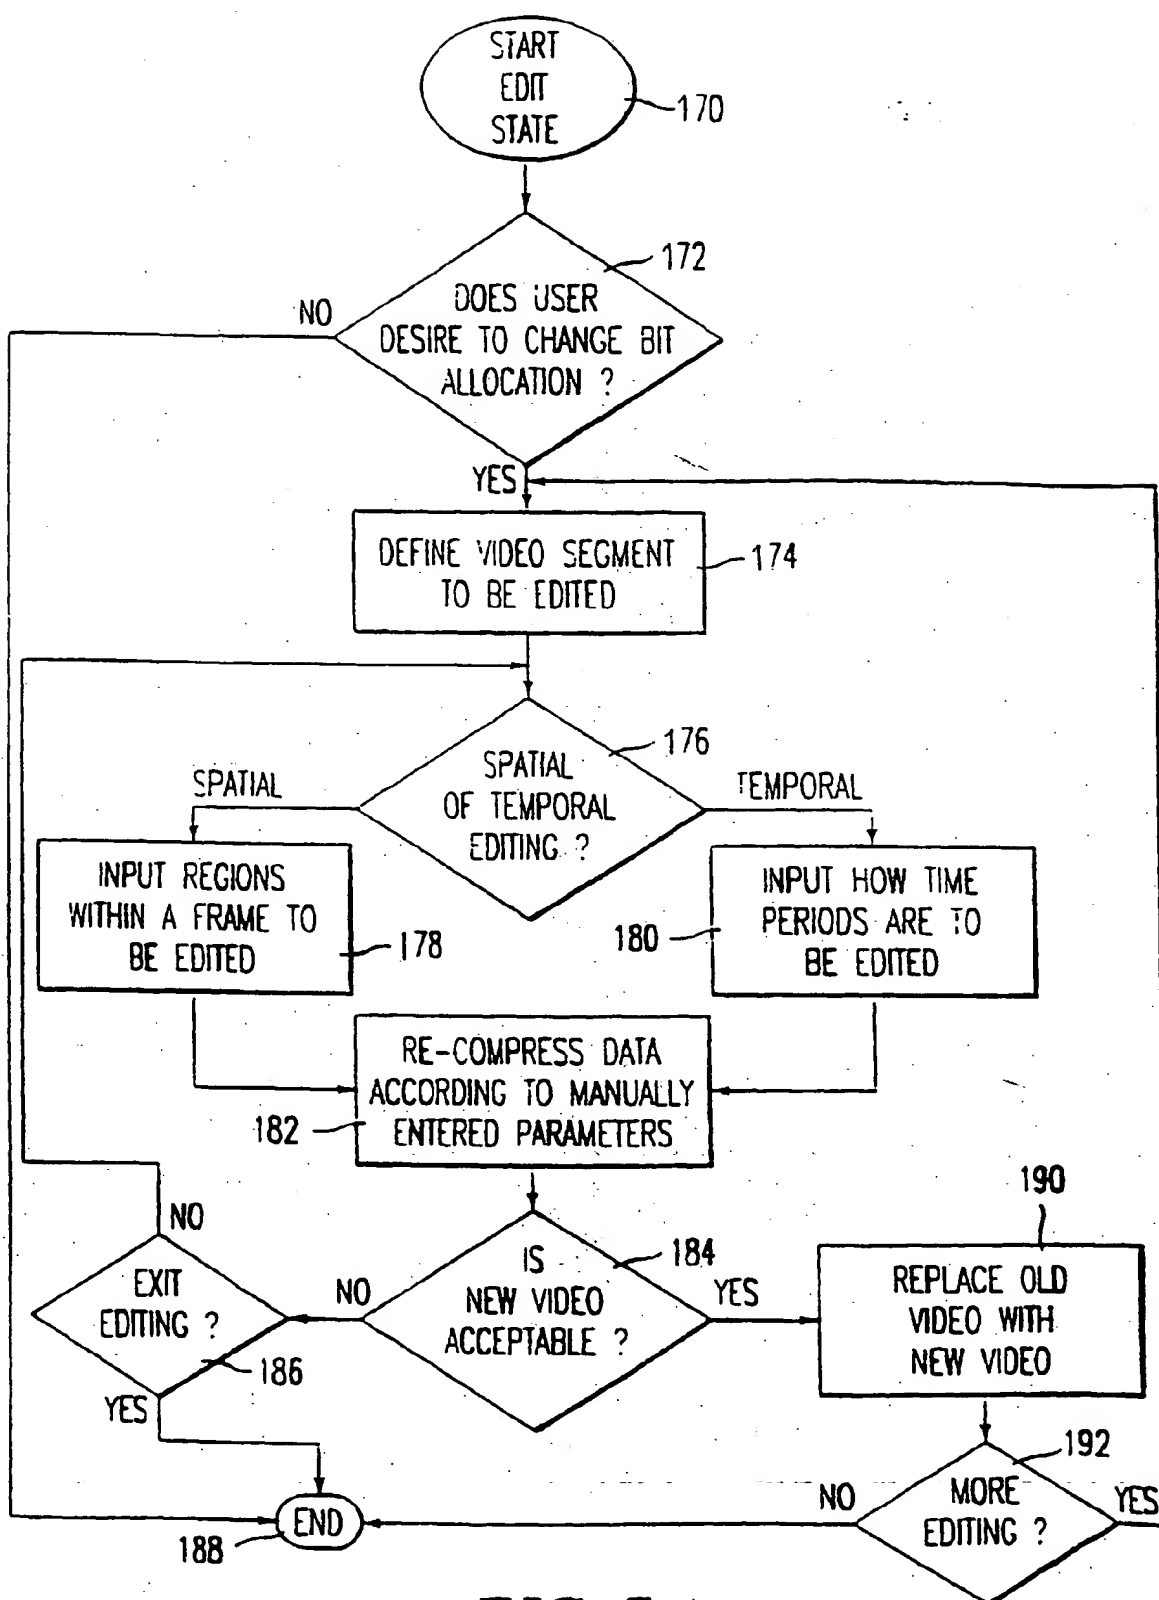 START
EDIT
STATE
170
172
NO
DOES USER
DESIRE TO CHANGE BIT
ALLOCATION ?
YES
DEFINE VIDEO SEGMENT
TO BE EDITED
174
176
SPATIAL
OF TEMPORAL
EDITING ?
SPATIAL
TEMPORAL
INPUT REGIONS
WITHIN A FRAME TO
BE EDITED
178
INPUT HOW TIME
PERIODS ARE TO
BE EDITED
180
RE-COMPRESS DATA
ACCORDING TO MANUALLY
ENTERED PARAMETERS
182
184
IS
NEW VIDEO
ACCEPTABLE ?
NO
YES
NO
EXIT
EDITING ?
186
YES
190
REPLACE OLD
VIDEO WITH
NEW VIDEO
192
MORE
EDITING ?
NO
YES
END
188